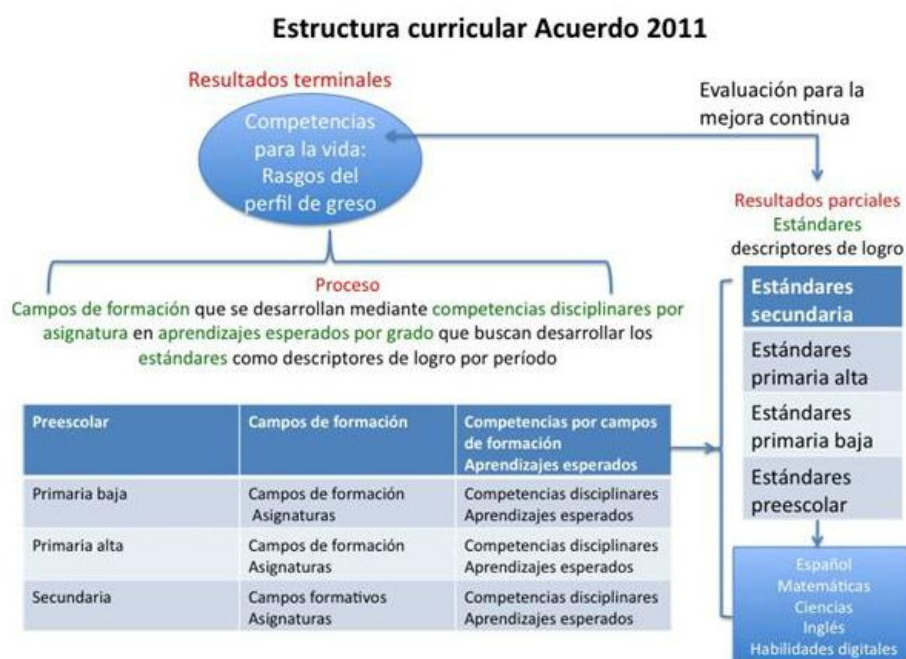 Estructura curricular Acuerdo 2011
Resultados terminales
Competencias
para la vida:
Rasgos del
perfil de greso
Evaluación para la
mejora continua
Resultados parciales
Estándares
descriptores de logro
Proceso
Campos de formación que se desarrollan mediante competencias disciplinares por
asignatura en aprendizajes esperados por grado que buscan desarrollar los
estándares como descriptores de logro por período
Preescolar
Campos de formación
Competencias por campos
de formación
Aprendizajes esperados
Primaria baja
Campos de formación
Asignaturas
Competencias disciplinares
Aprendizajes esperados
Primaria alta
Campos de formación
Asignaturas
Competencias disciplinares
Aprendizajes esperados
Secundaria
Campos formativos
Asignaturas
Competencias disciplinares
Aprendizajes esperados
Estándares
secundaria
Estándares
primaria alta
Estándares
primaria baja
Estándares
preescolar
Español
Matemáticas
Ciencias
Inglés
Habilidades digitales